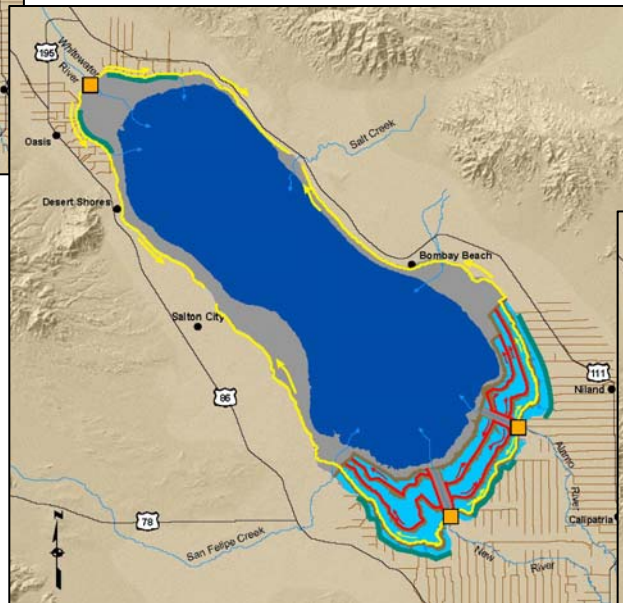 195
Whitewater
River
Oasis
Salt Creek
Desert Shores
Bombay Beach
Salton City
86
111
Niland
Alamo
River
Calipatria
78
San Felipe Creek
New
River
N